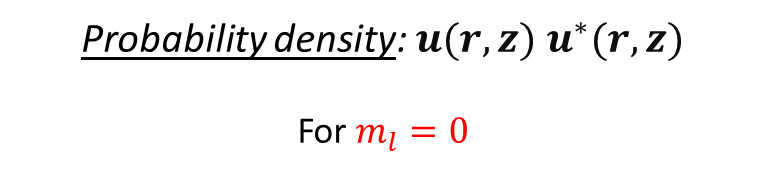 Probability density: u(r, z) u*(r, z)
For m_l = 0